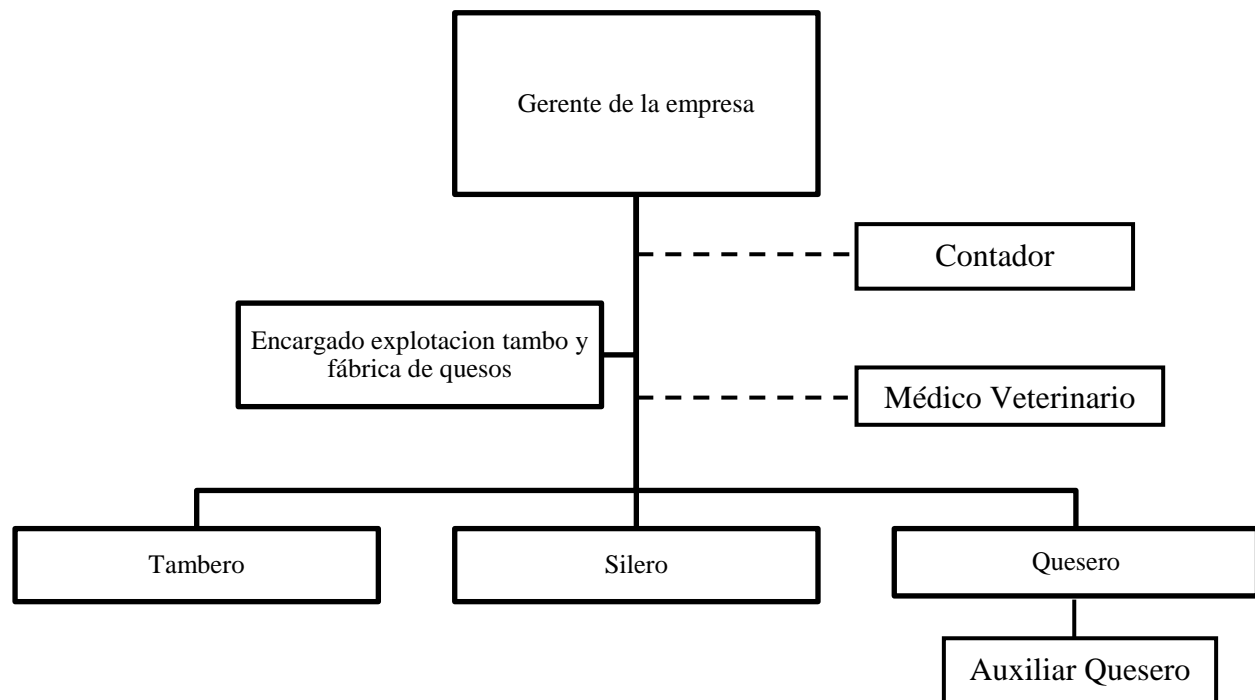 Gerente de la empresa
Contador
Encargado explotacion tambo y
fábrica de quesos
Médico Veterinario
Tambero
Silero
Quesero
Auxiliar Quesero